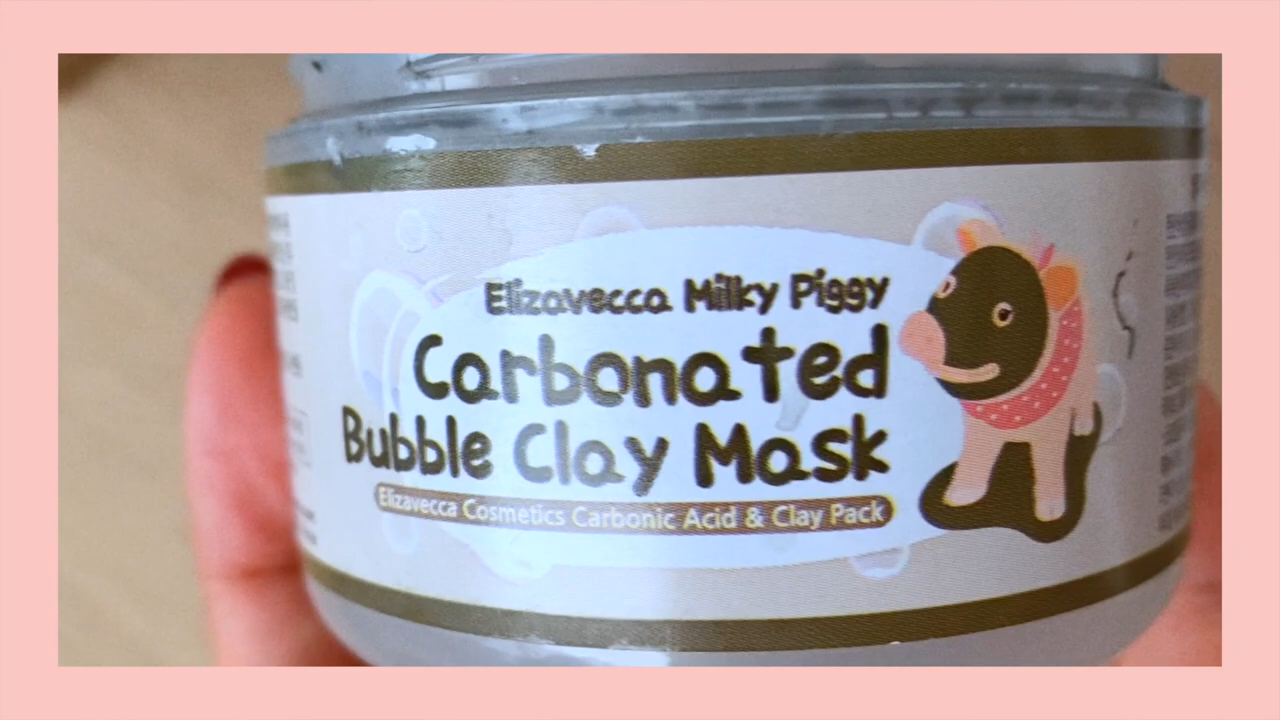 Elizavecca Milky Piggy
Carbonated
Bubble Clay Mask
Elizavecca Cosmetics Carbonic Acid & Clay Pack